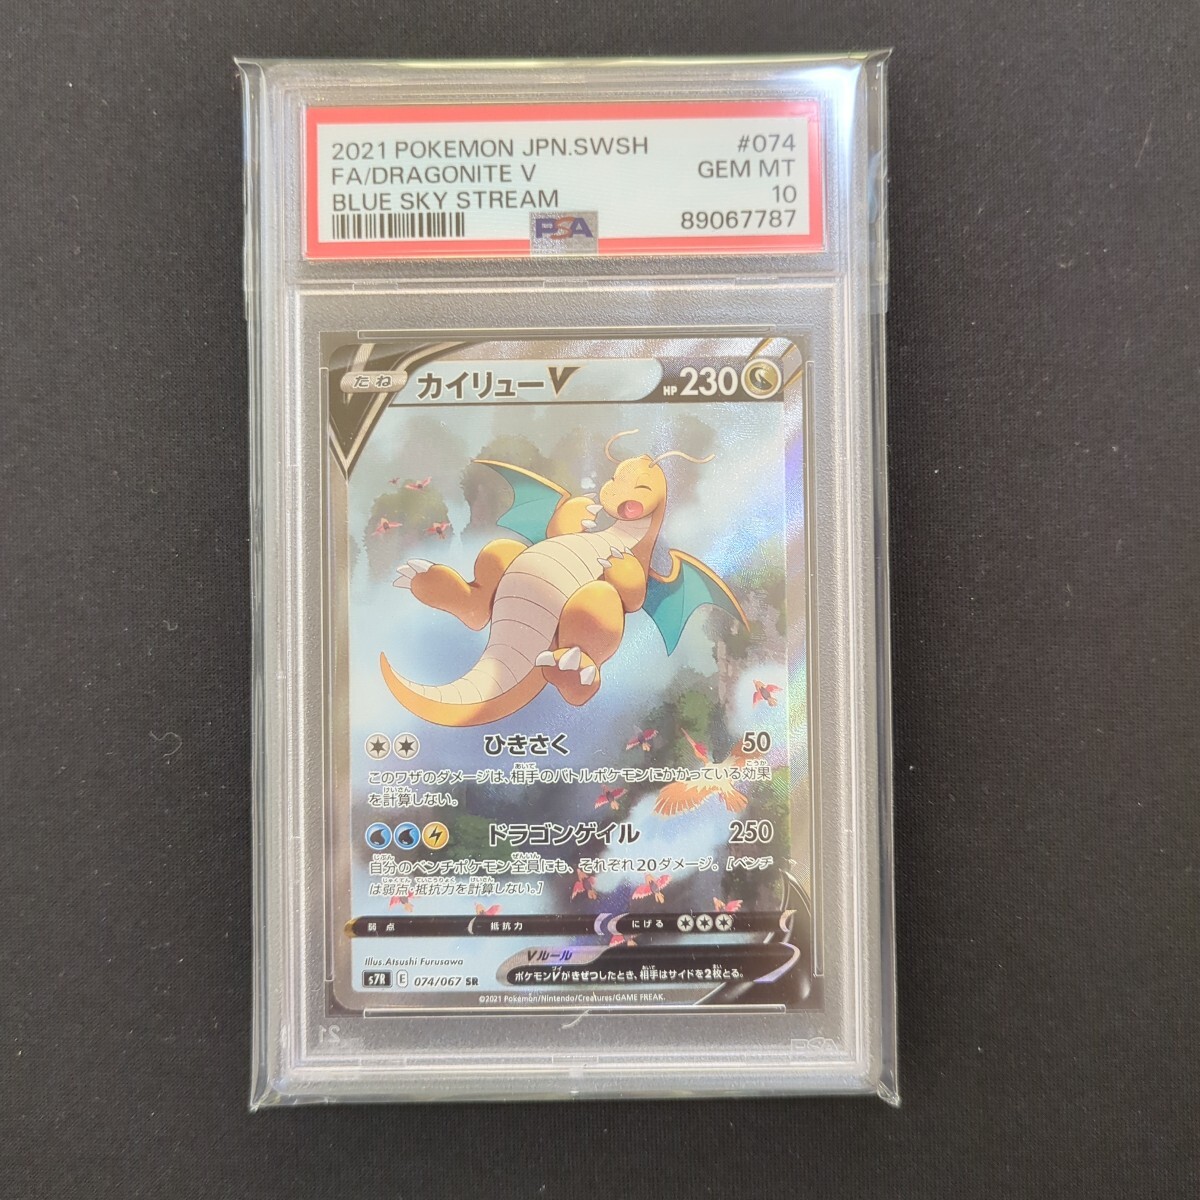 2021 POKEMON JPN.SWSH #074
FA/DRAGONITE V GEM MT
BLUE SKY STREAM 10
PSA 89067787
たね カイリューV HP 230
ひきさく 50
このワザのダメージは、相手のバトルポケモンにかかっている効果
を計算しない。
ドラゴンゲイル 250
自分のベンチポケモン全員にも、それぞれ20ダメージ。[ベンチ
は弱点・抵抗力を計算しない。]
弱点 抵抗力 にげる
Illus.Atsushi Furusawa
Vルール
ポケモンVがきぜつしたとき、相手はサイドを2枚とる。
s7R E 074/067 SR
©2021 Pokémon/Nintendo/Creatures/GAME FREAK.
PSA